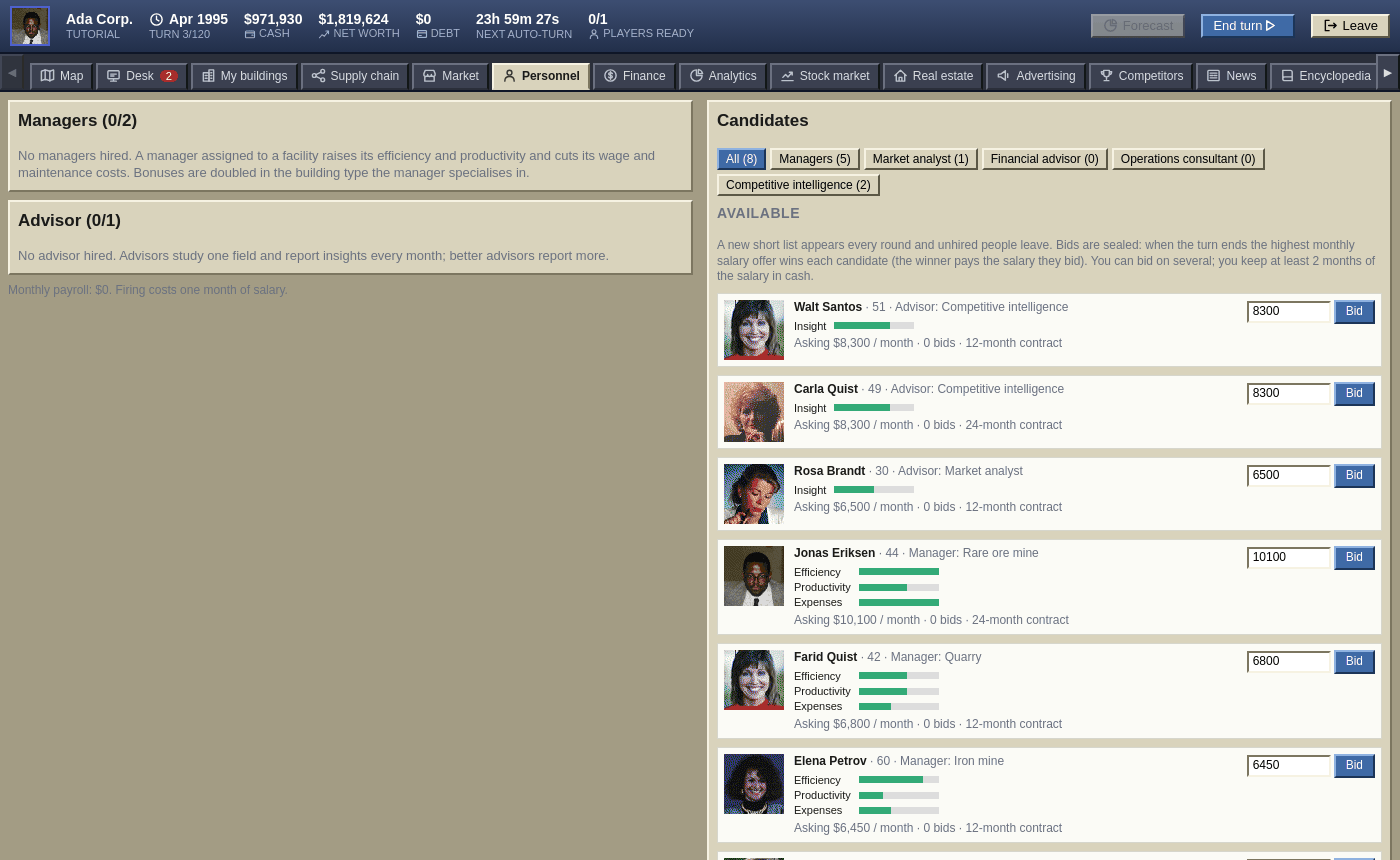 Ada Corp.
TUTORIAL
Apr 1995
TURN 3/120
$971,930
CASH
$1,819,624
NET WORTH
$0
DEBT
23h 59m 27s
NEXT AUTO-TURN
0/1
PLAYERS READY
Forecast
End turn
Leave
Map
Desk 2
My buildings
Supply chain
Market
Personnel
Finance
Analytics
Stock market
Real estate
Advertising
Competitors
News
Encyclopedia
Managers (0/2)
No managers hired. A manager assigned to a facility raises its efficiency and productivity and cuts its wage and
maintenance costs. Bonuses are doubled in the building type the manager specialises in.
Advisor (0/1)
No advisor hired. Advisors study one field and report insights every month; better advisors report more.
Monthly payroll: $0. Firing costs one month of salary.
Candidates
All (8)
Managers (5)
Market analyst (1)
Financial advisor (0)
Operations consultant (0)
Competitive intelligence (2)
AVAILABLE
A new short list appears every round and unhired people leave. Bids are sealed: when the turn ends the highest monthly
salary offer wins each candidate (the winner pays the salary they bid). You can bid on several; you keep at least 2 months of
the salary in cash.
Walt Santos · 51 · Advisor: Competitive intelligence
8300
Bid
Insight
Asking $8,300 / month · 0 bids · 12-month contract
Carla Quist · 49 · Advisor: Competitive intelligence
8300
Bid
Insight
Asking $8,300 / month · 0 bids · 24-month contract
Rosa Brandt · 30 · Advisor: Market analyst
6500
Bid
Insight
Asking $6,500 / month · 0 bids · 12-month contract
Jonas Eriksen · 44 · Manager: Rare ore mine
10100
Bid
Efficiency
Productivity
Expenses
Asking $10,100 / month · 0 bids · 24-month contract
Farid Quist · 42 · Manager: Quarry
6800
Bid
Efficiency
Productivity
Expenses
Asking $6,800 / month · 0 bids · 12-month contract
Elena Petrov · 60 · Manager: Iron mine
6450
Bid
Efficiency
Productivity
Expenses
Asking $6,450 / month · 0 bids · 12-month contract